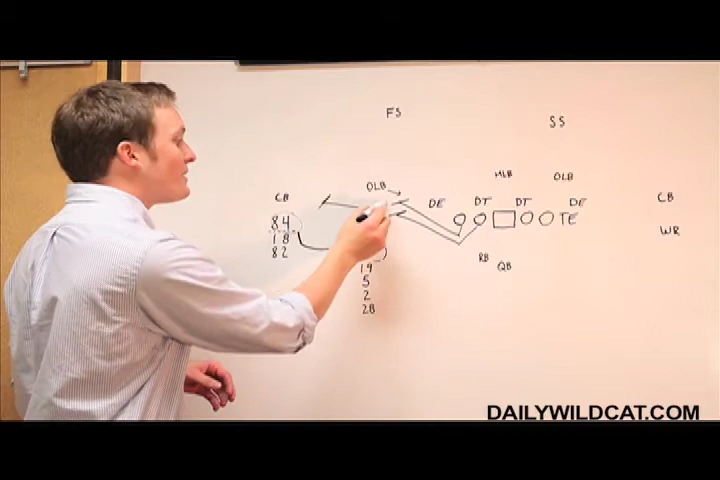 FS
SS
MLB
OLB
OLB
CB
DE
DT
DT
DE
CB
84
18
82
TE
WR
RB
QB
19
5
2
2B
DAILYWILDCAT.COM